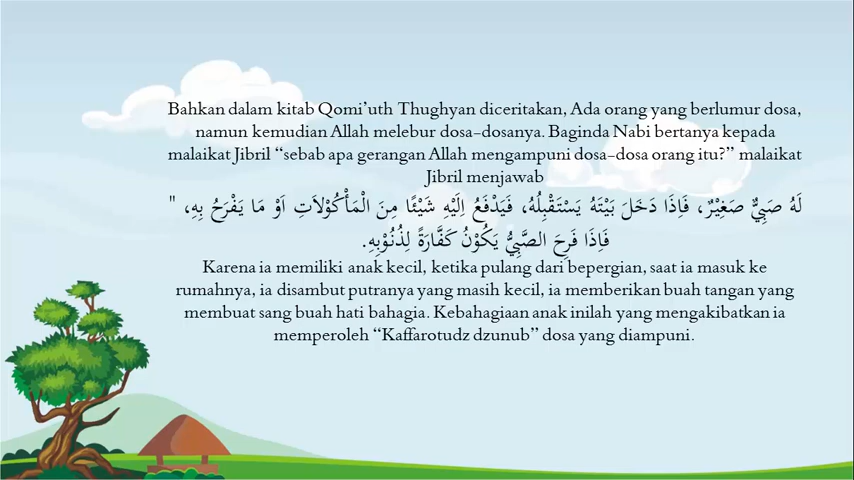 Bahkan dalam kitab Qomi’uth Thughyan diceritakan, Ada orang yang berlumur dosa,
namun kemudian Allah melebur dosa-dosanya. Baginda Nabi bertanya kepada
malaikat Jibril “sebab apa gerangan Allah mengampuni dosa-dosa orang itu?” malaikat
Jibril menjawab
لَهُ صَبِيٌّ صَغِيْرٌ، فَاِذَا دَخَلَ بَيْتَهُ يَسْتَقْبِلُهُ، فَيَدْفَعُ اِلَيْهِ شَيْئًا مِنَ الْمَأْكُوْلَاتِ اَوْ مَا يَفْرَحُ بِهِ، "
فَاِذَا فَرِحَ الصَّبِيُّ يَكُوْنُ كَفَّارَةً لِذُنُوْبِهِ.
Karena ia memiliki anak kecil, ketika pulang dari bepergian, saat ia masuk ke
rumahnya, ia disambut putranya yang masih kecil, ia memberikan buah tangan yang
membuat sang buah hati bahagia. Kebahagiaan anak inilah yang mengakibatkan ia
memperoleh “Kaffarotudz dzunub” dosa yang diampuni.